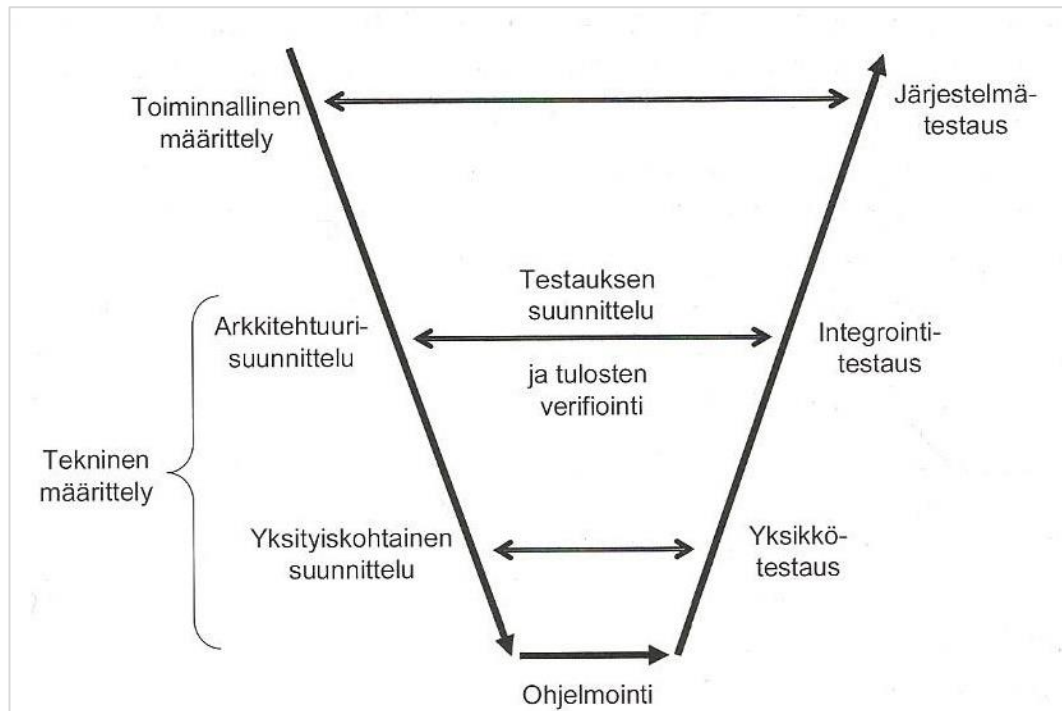 Toiminnallinen
määrittely
Järjestelmä-
testaus
Testauksen
suunnittelu
Arkkitehtuuri-
suunnittelu
Integrointi-
testaus
ja tulosten
verifiointi
Tekninen
määrittely
Yksityiskohtainen
suunnittelu
Yksikkö-
testaus
Ohjelmointi